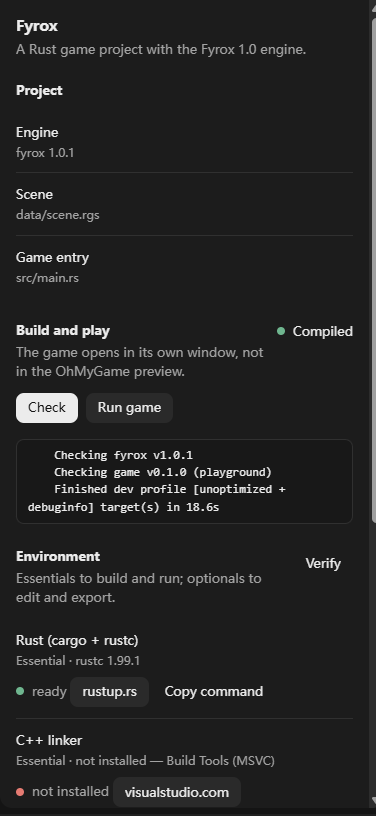 Fyrox
A Rust game project with the Fyrox 1.0 engine.
Project
Engine
fyrox 1.0.1
Scene
data/scene.rgs
Game entry
src/main.rs
Build and play
Compiled
The game opens in its own window, not
in the OhMyGame preview.
Check
Run game
Checking fyrox v1.0.1
Checking game v0.1.0 (playground)
Finished dev profile [unoptimized +
debuginfo] target(s) in 18.6s
Environment
Verify
Essentials to build and run; optionals to
edit and export.
Rust (cargo + rustc)
Essential · rustc 1.99.1
ready
rustup.rs
Copy command
C++ linker
Essential · not installed — Build Tools (MSVC)
not installed
visualstudio.com